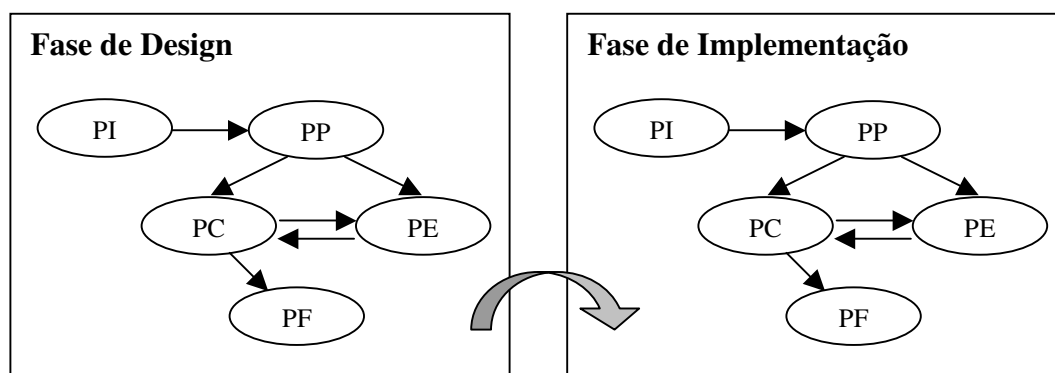 Fase de Design
PI
PP
PC
PE
PF
Fase de Implementação
PI
PP
PC
PE
PF